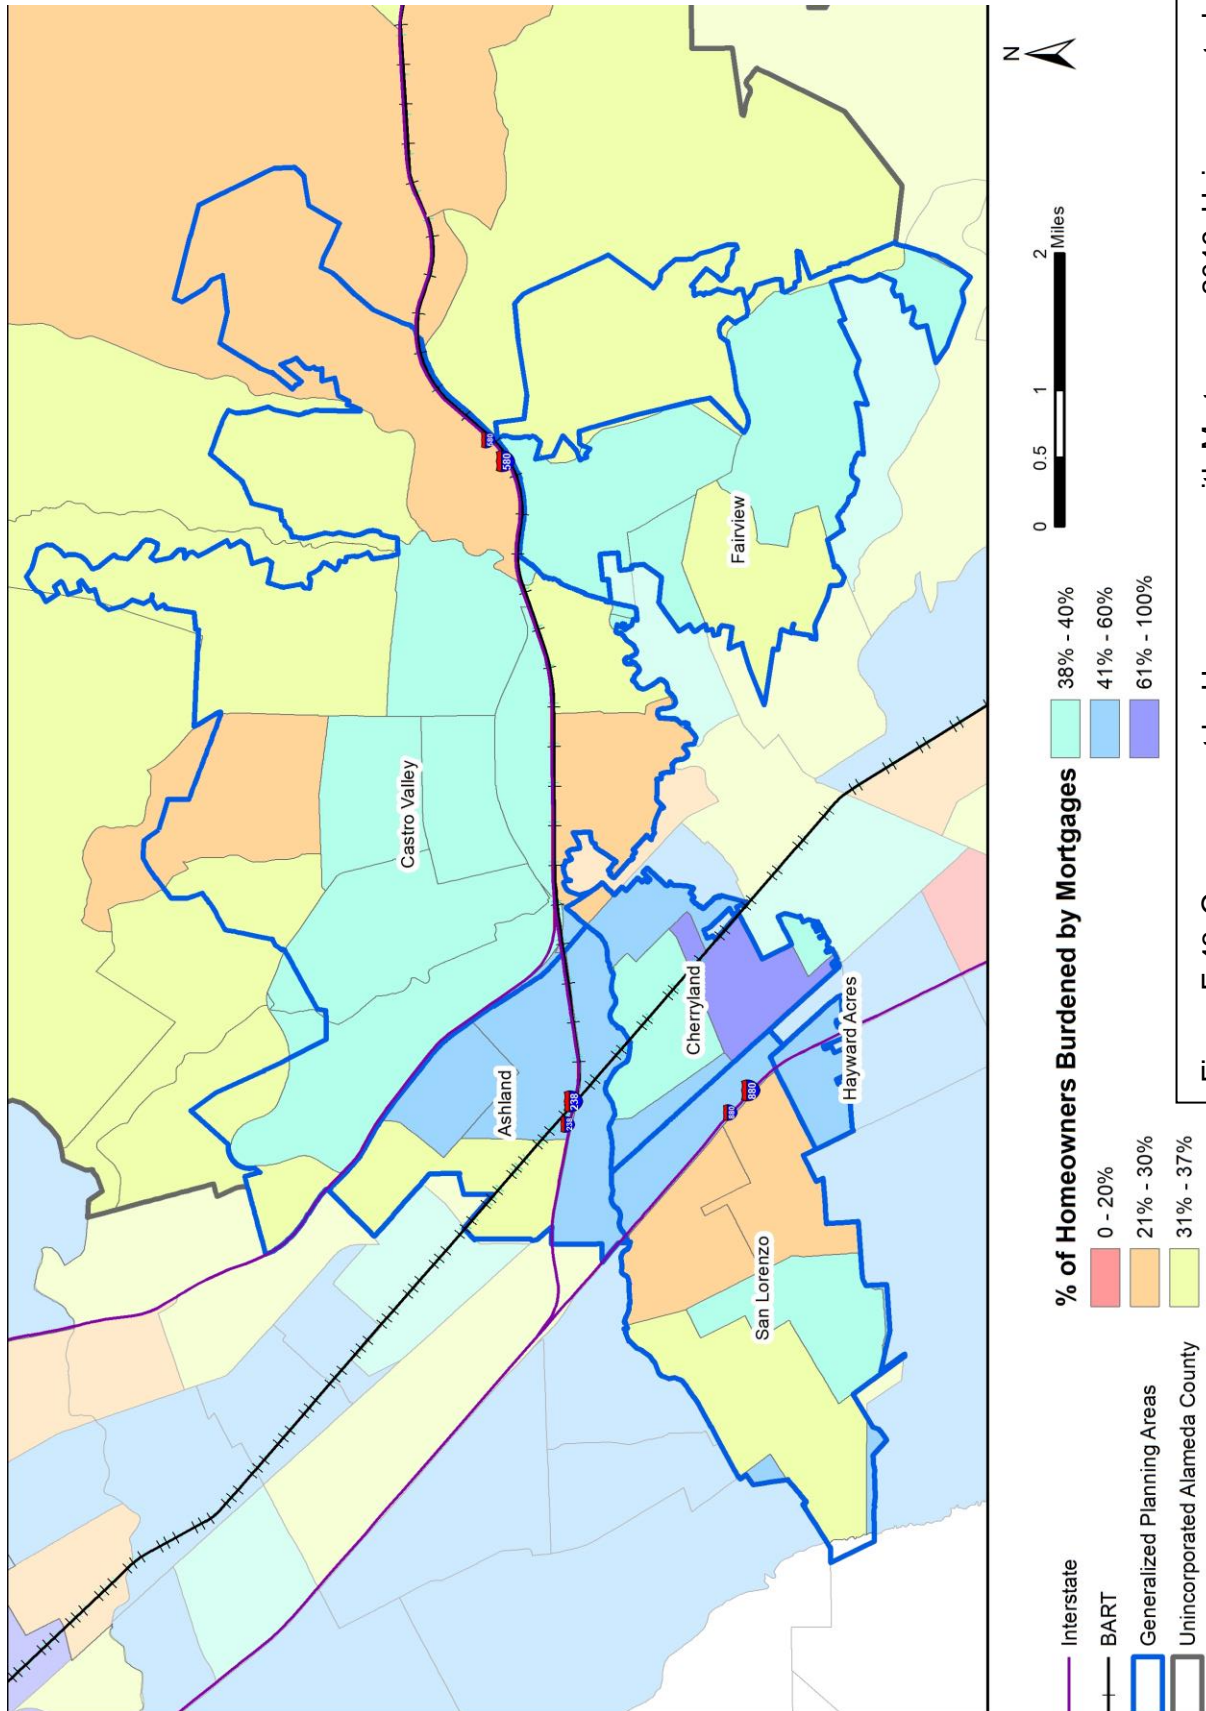 Castro Valley
580
Ashland
238
238
Cherryland
880
Fairview
880
San Lorenzo
Hayward Acres
N
0 0.5 1 2
Miles
Interstate
BART
Generalized Planning Areas
Unincorporated Alameda County
% of Homeowners Burdened by Mortgages
0 - 20%
21% - 30%
31% - 37%
38% - 40%
41% - 60%
61% - 100%